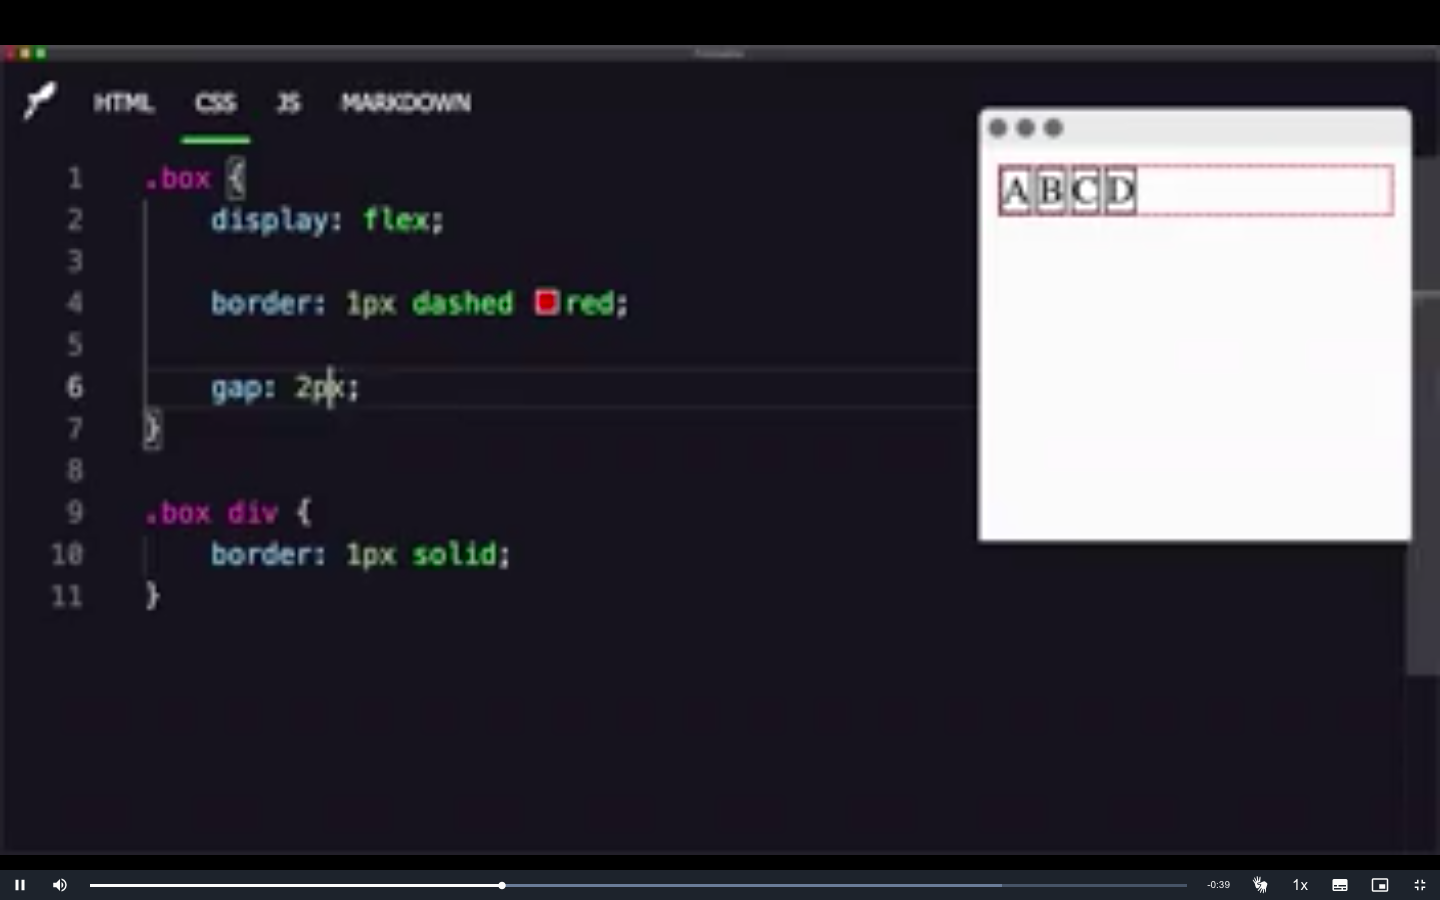 HTML CSS JS MARKDOWN
1 .box {
2 display: flex;
3
4 border: 1px dashed red;
5
6 gap: 2px;
7 }
8
9 .box div {
10 border: 1px solid;
11 }
A B C D
-0:39 1x